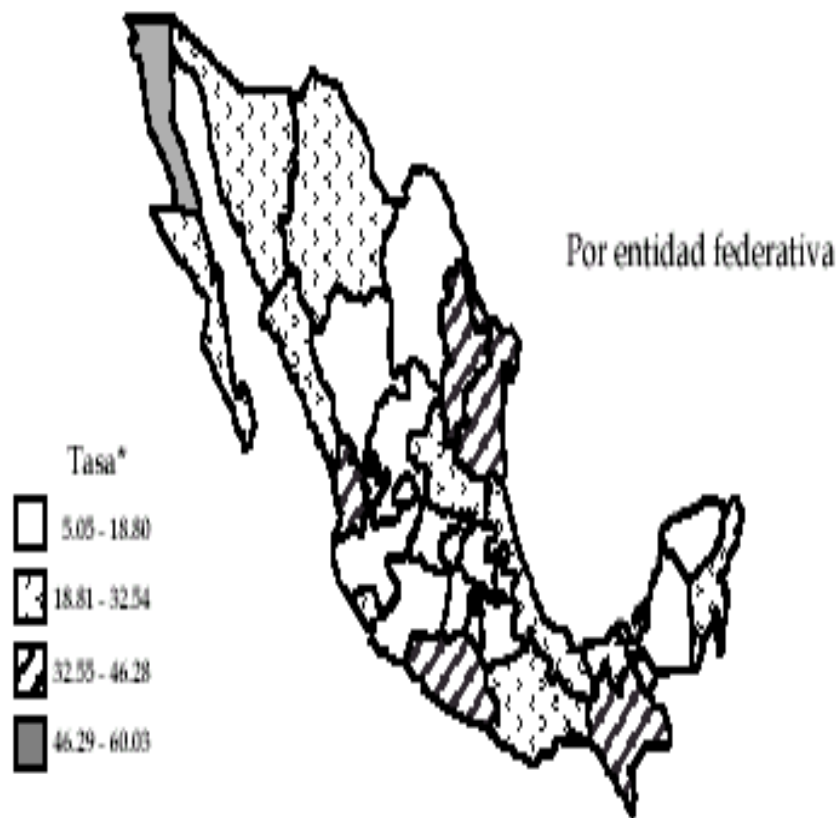 Por entidad federativa
Tasa*
5.05 - 18.80
18.81 - 32.54
32.55 - 46.28
46.29 - 60.03